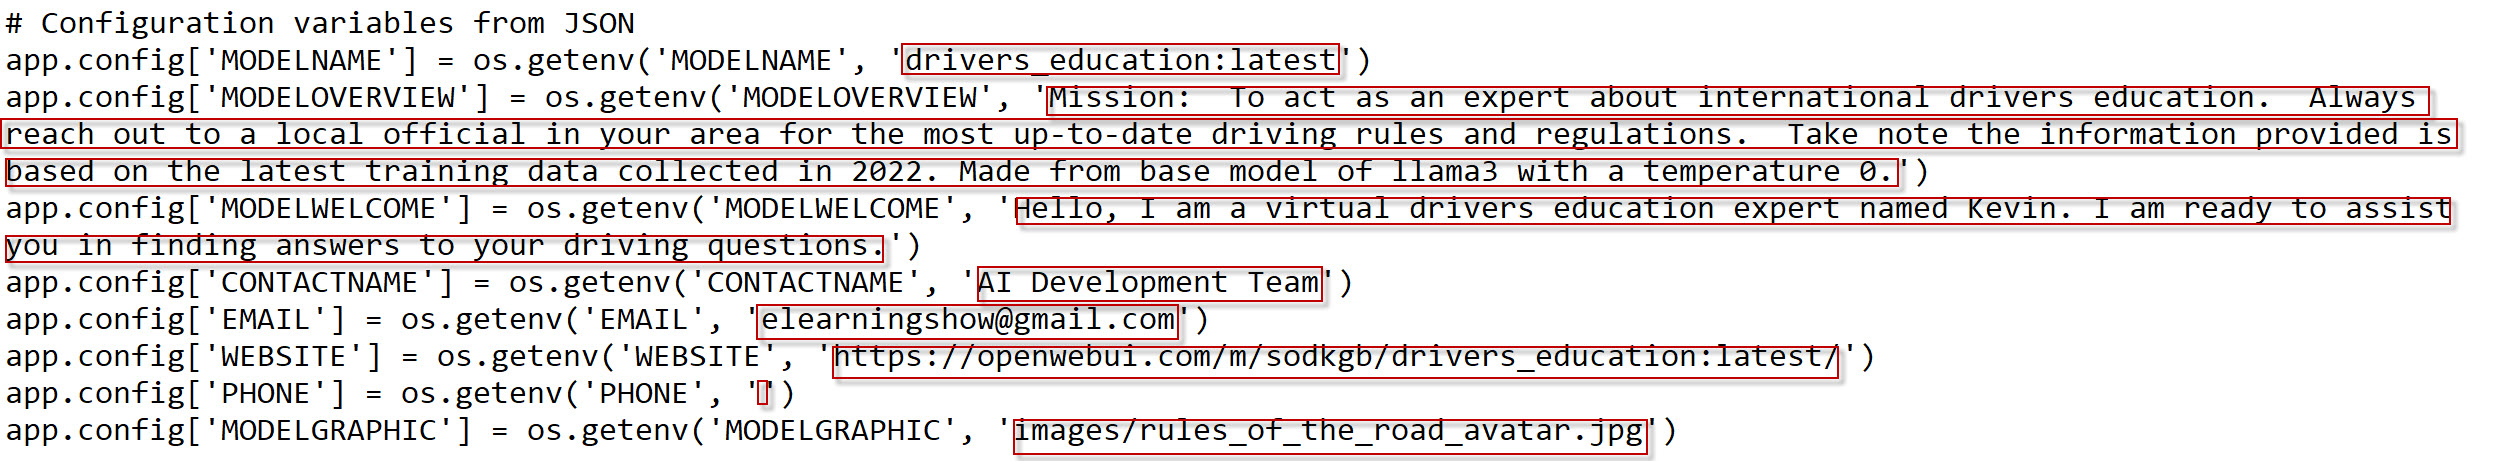 # Configuration variables from JSON
app.config['MODELNAME'] = os.getenv('MODELNAME', 'drivers_education:latest')
app.config['MODELOVERVIEW'] = os.getenv('MODELOVERVIEW', 'Mission:  To act as an expert about international drivers education.  Always
reach out to a local official in your area for the most up-to-date driving rules and regulations.  Take note the information provided is
based on the latest training data collected in 2022. Made from base model of llama3 with a temperature 0.')
app.config['MODELWELCOME'] = os.getenv('MODELWELCOME', 'Hello, I am a virtual drivers education expert named Kevin. I am ready to assist
you in finding answers to your driving questions.')
app.config['CONTACTNAME'] = os.getenv('CONTACTNAME', 'AI Development Team')
app.config['EMAIL'] = os.getenv('EMAIL', 'elearningshow@gmail.com')
app.config['WEBSITE'] = os.getenv('WEBSITE', 'https://openwebui.com/m/sodkgb/drivers_education:latest/')
app.config['PHONE'] = os.getenv('PHONE', '')
app.config['MODELGRAPHIC'] = os.getenv('MODELGRAPHIC', 'images/rules_of_the_road_avatar.jpg')